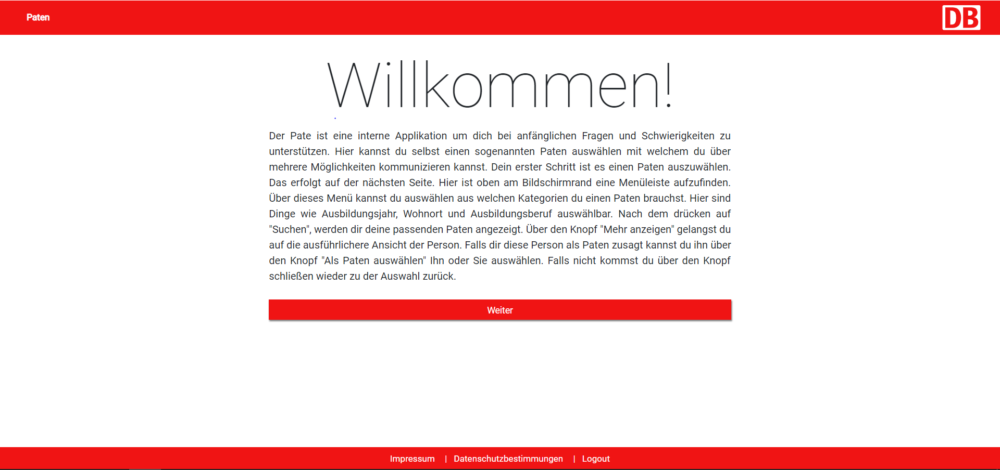 Paten
DB
Willkommen!
Der Pate ist eine interne Applikation um dich bei anfänglichen Fragen und Schwierigkeiten zu
unterstützen. Hier kannst du selbst einen sogenannten Paten auswählen mit welchem du über
mehrere Möglichkeiten kommunizieren kannst. Dein erster Schritt ist es einen Paten auszuwählen.
Das erfolgt auf der nächsten Seite. Hier ist oben am Bildschirmrand eine Menüleiste aufzufinden.
Über dieses Menü kannst du auswählen aus welchen Kategorien du einen Paten brauchst. Hier sind
Dinge wie Ausbildungsjahr, Wohnort und Ausbildungsberuf auswählbar. Nach dem drücken auf
"Suchen", werden dir deine passenden Paten angezeigt. Über den Knopf "Mehr anzeigen" gelangst du
auf die ausführlichere Ansicht der Person. Falls dir diese Person als Paten zusagt kannst du ihn über
den Knopf "Als Paten auswählen" Ihn oder Sie auswählen. Falls nicht kommst du über den Knopf
schließen wieder zu der Auswahl zurück.
Weiter
Impressum | Datenschutzbestimmungen | Logout